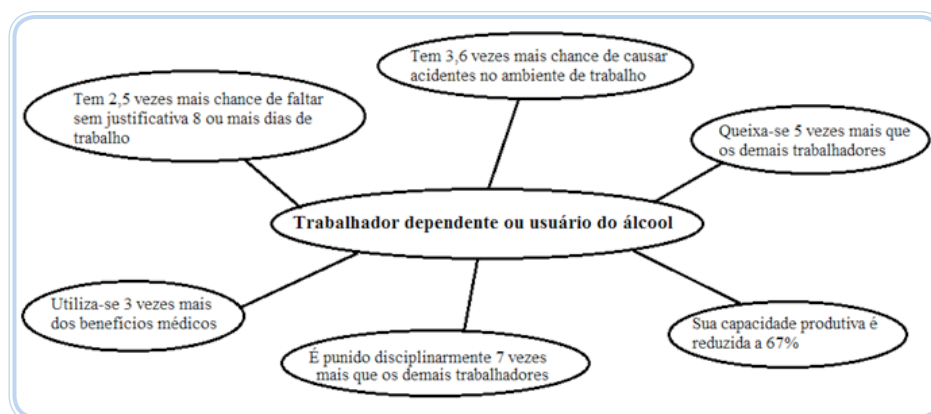 Tem 3,6 vezes mais chance de causar
acidentes no ambiente de trabalho
Tem 2,5 vezes mais chance de faltar
sem justificativa 8 ou mais dias de
trabalho
Queixa-se 5 vezes mais que
os demais trabalhadores
Trabalhador dependente ou usuário do álcool
Utiliza-se 3 vezes mais
dos benefícios médicos
É punido disciplinarmente 7 vezes
mais que os demais trabalhadores
Sua capacidade produtiva é
reduzida a 67%